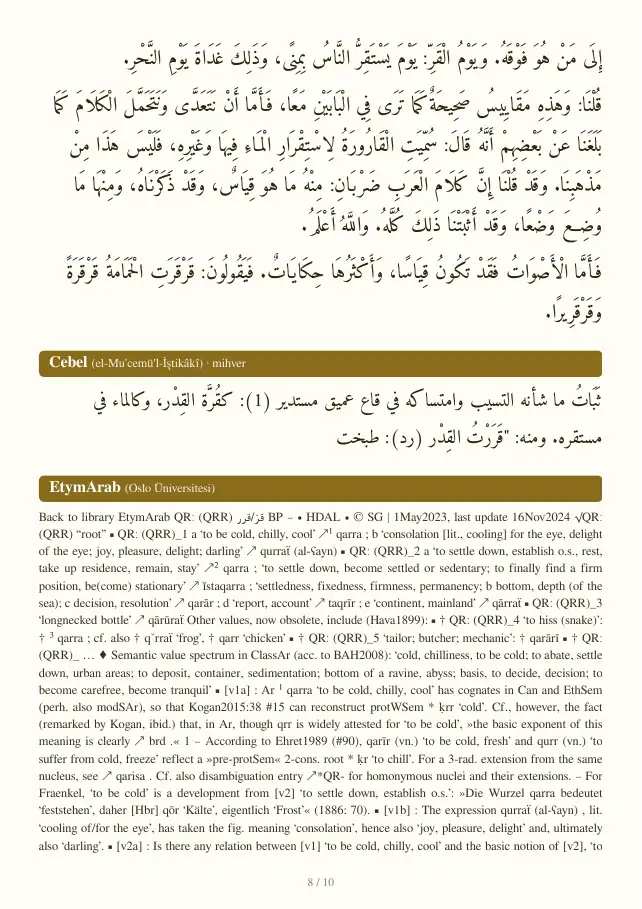 إِلَى مَنْ هُوَ فَوْقَهُ. وَيَوْمُ الْقَرِّ: يَوْمَ يَسْتَقِرُّ النَّاسُ بِمِنًى، وَذَلِكَ غَدَاةَ يَوْمِ النَّحْرِ.
قُلْنَا: وَهَذِهِ مَقَايِيسُ صَحِيحَةٌ كَمَا تَرَى فِي الْبَابَيْنِ مَعًا، فَأَمَّا أَنْ نَتَعَدَّى وَنَتَحَمَّلَ الْكَلَامَ كَمَا
بَلَغَنَا عَنْ بَعْضِهِمْ أَنَّهُ قَالَ: سُمِّيَتِ الْقَارُورَةُ لِاسْتِقْرَارِ الْمَاءِ فِيهَا وَغَيْرِهِ، فَلَيْسَ هَذَا مِنْ
مَذْهَبِنَا. وَقَدْ قُلْنَا إِنَّ كَلَامَ الْعَرَبِ ضَرْبَانِ: مِنْهُ مَا هُوَ قِيَاسٌ، وَقَدْ ذَكَرْنَاهُ، وَمِنْهَا مَا
وُضِعَ وَضْعًا، وَقَدْ أَثْبَتْنَا ذَلِكَ كُلَّهُ. وَاللَّهُ أَعْلَمُ.
فَأَمَّا الْأَصْوَاتُ فَقَدْ تَكُونُ قِيَاسًا، وَأَكْثَرُهَا حِكَايَاتٌ. فَيَقُولُونَ: قَرْقَرَتِ الْحَمَامَةُ قَرْقَرَةً
وَقَرْقَرِيرًا.
Cebel (el-Mu'cemü'l-İştikâkî) · mihver
ثَبَاتُ ما شأنه التسيب وامتساكه في قاع عميق مستدير (1): كقُرَّة القِدْر، وكالماء في
مستقره. ومنه: "قَرَرْتُ القِدْر (رد): طبخت
EtymArab (Oslo Üniversitesi)
Back to library EtymArab QR: (QRR) قرّ/قرر BP – • HDAL • © SG | 1May2023, last update 16Nov2024 √QR:
(QRR) “root” ▪ QR: (QRR)_1 a ‘to be cold, chilly, cool’ ↗¹ qarra ; b ‘consolation [lit., cooling] for the eye, delight
of the eye; joy, pleasure, delight; darling’ ↗ qurraẗ (al-ʕayn) ▪ QR: (QRR)_2 a ‘to settle down, establish o.s., rest,
take up residence, remain, stay’ ↗² qarra ; ‘to settle down, become settled or sedentary; to finally find a firm
position, be(come) stationary’ ↗ ĭstaqarra ; ‘settledness, fixedness, firmness, permanency; b bottom, depth (of the
sea); c decision, resolution’ ↗ qarār ; d ‘report, account’ ↗ taqrīr ; e ‘continent, mainland’ ↗ qārraẗ ▪ QR: (QRR)_3
‘longnecked bottle’ ↗ qārūraẗ Other values, now obsolete, include (Hava1899): ▪ † QR: (QRR)_4 ‘to hiss (snake)’:
† ³ qarra ; cf. also † qˇrraẗ ‘frog’, † qarr ‘chicken’ ▪ † QR: (QRR)_5 ‘tailor; butcher; mechanic’: † qarārī ▪ † QR:
(QRR)_ … ♦ Semantic value spectrum in ClassAr (acc. to BAH2008): ‘cold, chilliness, to be cold; to abate, settle
down, urban areas; to deposit, container, sedimentation; bottom of a ravine, abyss; basis, to decide, decision; to
become carefree, become tranquil’ ▪ [v1a] : Ar ¹ qarra ‘to be cold, chilly, cool’ has cognates in Can and EthSem
(perh. also modSAr), so that Kogan2015:38 #15 can reconstruct protWSem * ḳrr ‘cold’. Cf., however, the fact
(remarked by Kogan, ibid.) that, in Ar, though qrr is widely attested for ‘to be cold’, »the basic exponent of this
meaning is clearly ↗ brd .« 1 – According to Ehret1989 (#90), qarīr (vn.) ‘to be cold, fresh’ and qurr (vn.) ‘to
suffer from cold, freeze’ reflect a »pre-protSem« 2-cons. root * ḳr ‘to chill’. For a 3-rad. extension from the same
nucleus, see ↗ qarisa . Cf. also disambiguation entry ↗*QR- for homonymous nuclei and their extensions. – For
Fraenkel, ‘to be cold’ is a development from [v2] ‘to settle down, establish o.s.’: »Die Wurzel qarra bedeutet
‘feststehen’, daher [Hbr] qōr ‘Kälte’, eigentlich ‘Frost’« (1886: 70). ▪ [v1b] : The expression qurraẗ (al-ʕayn) , lit.
‘cooling of/for the eye’, has taken the fig. meaning ‘consolation’, hence also ‘joy, pleasure, delight’ and, ultimately
also ‘darling’. ▪ [v2a] : Is there any relation between [v1] ‘to be cold, chilly, cool’ and the basic notion of [v2], ‘to
8 / 10